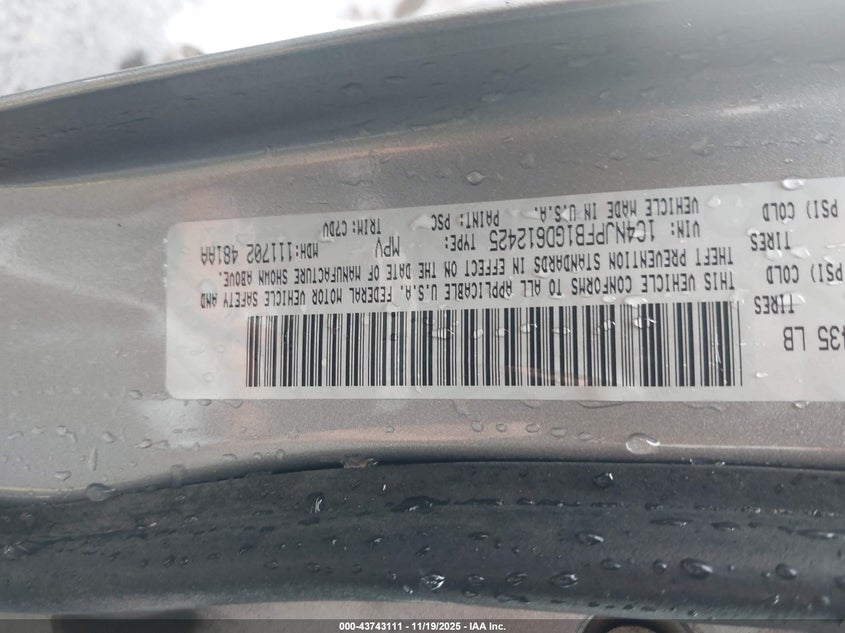 435 LB
TIRES
PSI) COLD
TIRES
PSI) COLD
THIS VEHICLE CONFORMS TO ALL APPLICABLE U.S.A. FEDERAL MOTOR VEHICLE SAFETY AND
THEFT PREVENTION STANDARDS IN EFFECT ON THE DATE OF MANUFACTURE SHOWN ABOVE.
VIN: 1C4NJPFB1GD612425 TYPE: MPV MDH:111702 481AA
VEHICLE MADE IN U.S.A. PAINT: PSC TRIM: C7DV
000-43743111 - 11/19/2025 - IAA Inc.